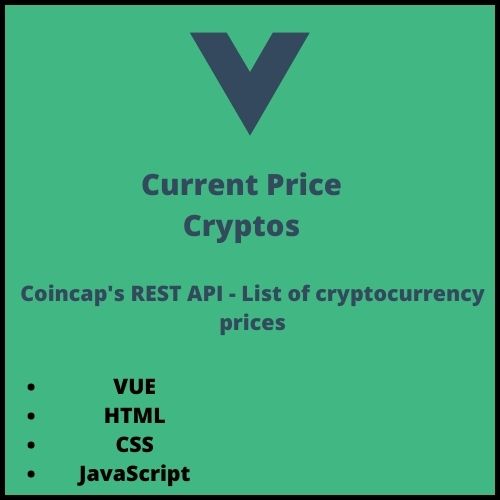 Current Price
Cryptos
Coincap's REST API - List of cryptocurrency
prices
• VUE
• HTML
• CSS
• JavaScript